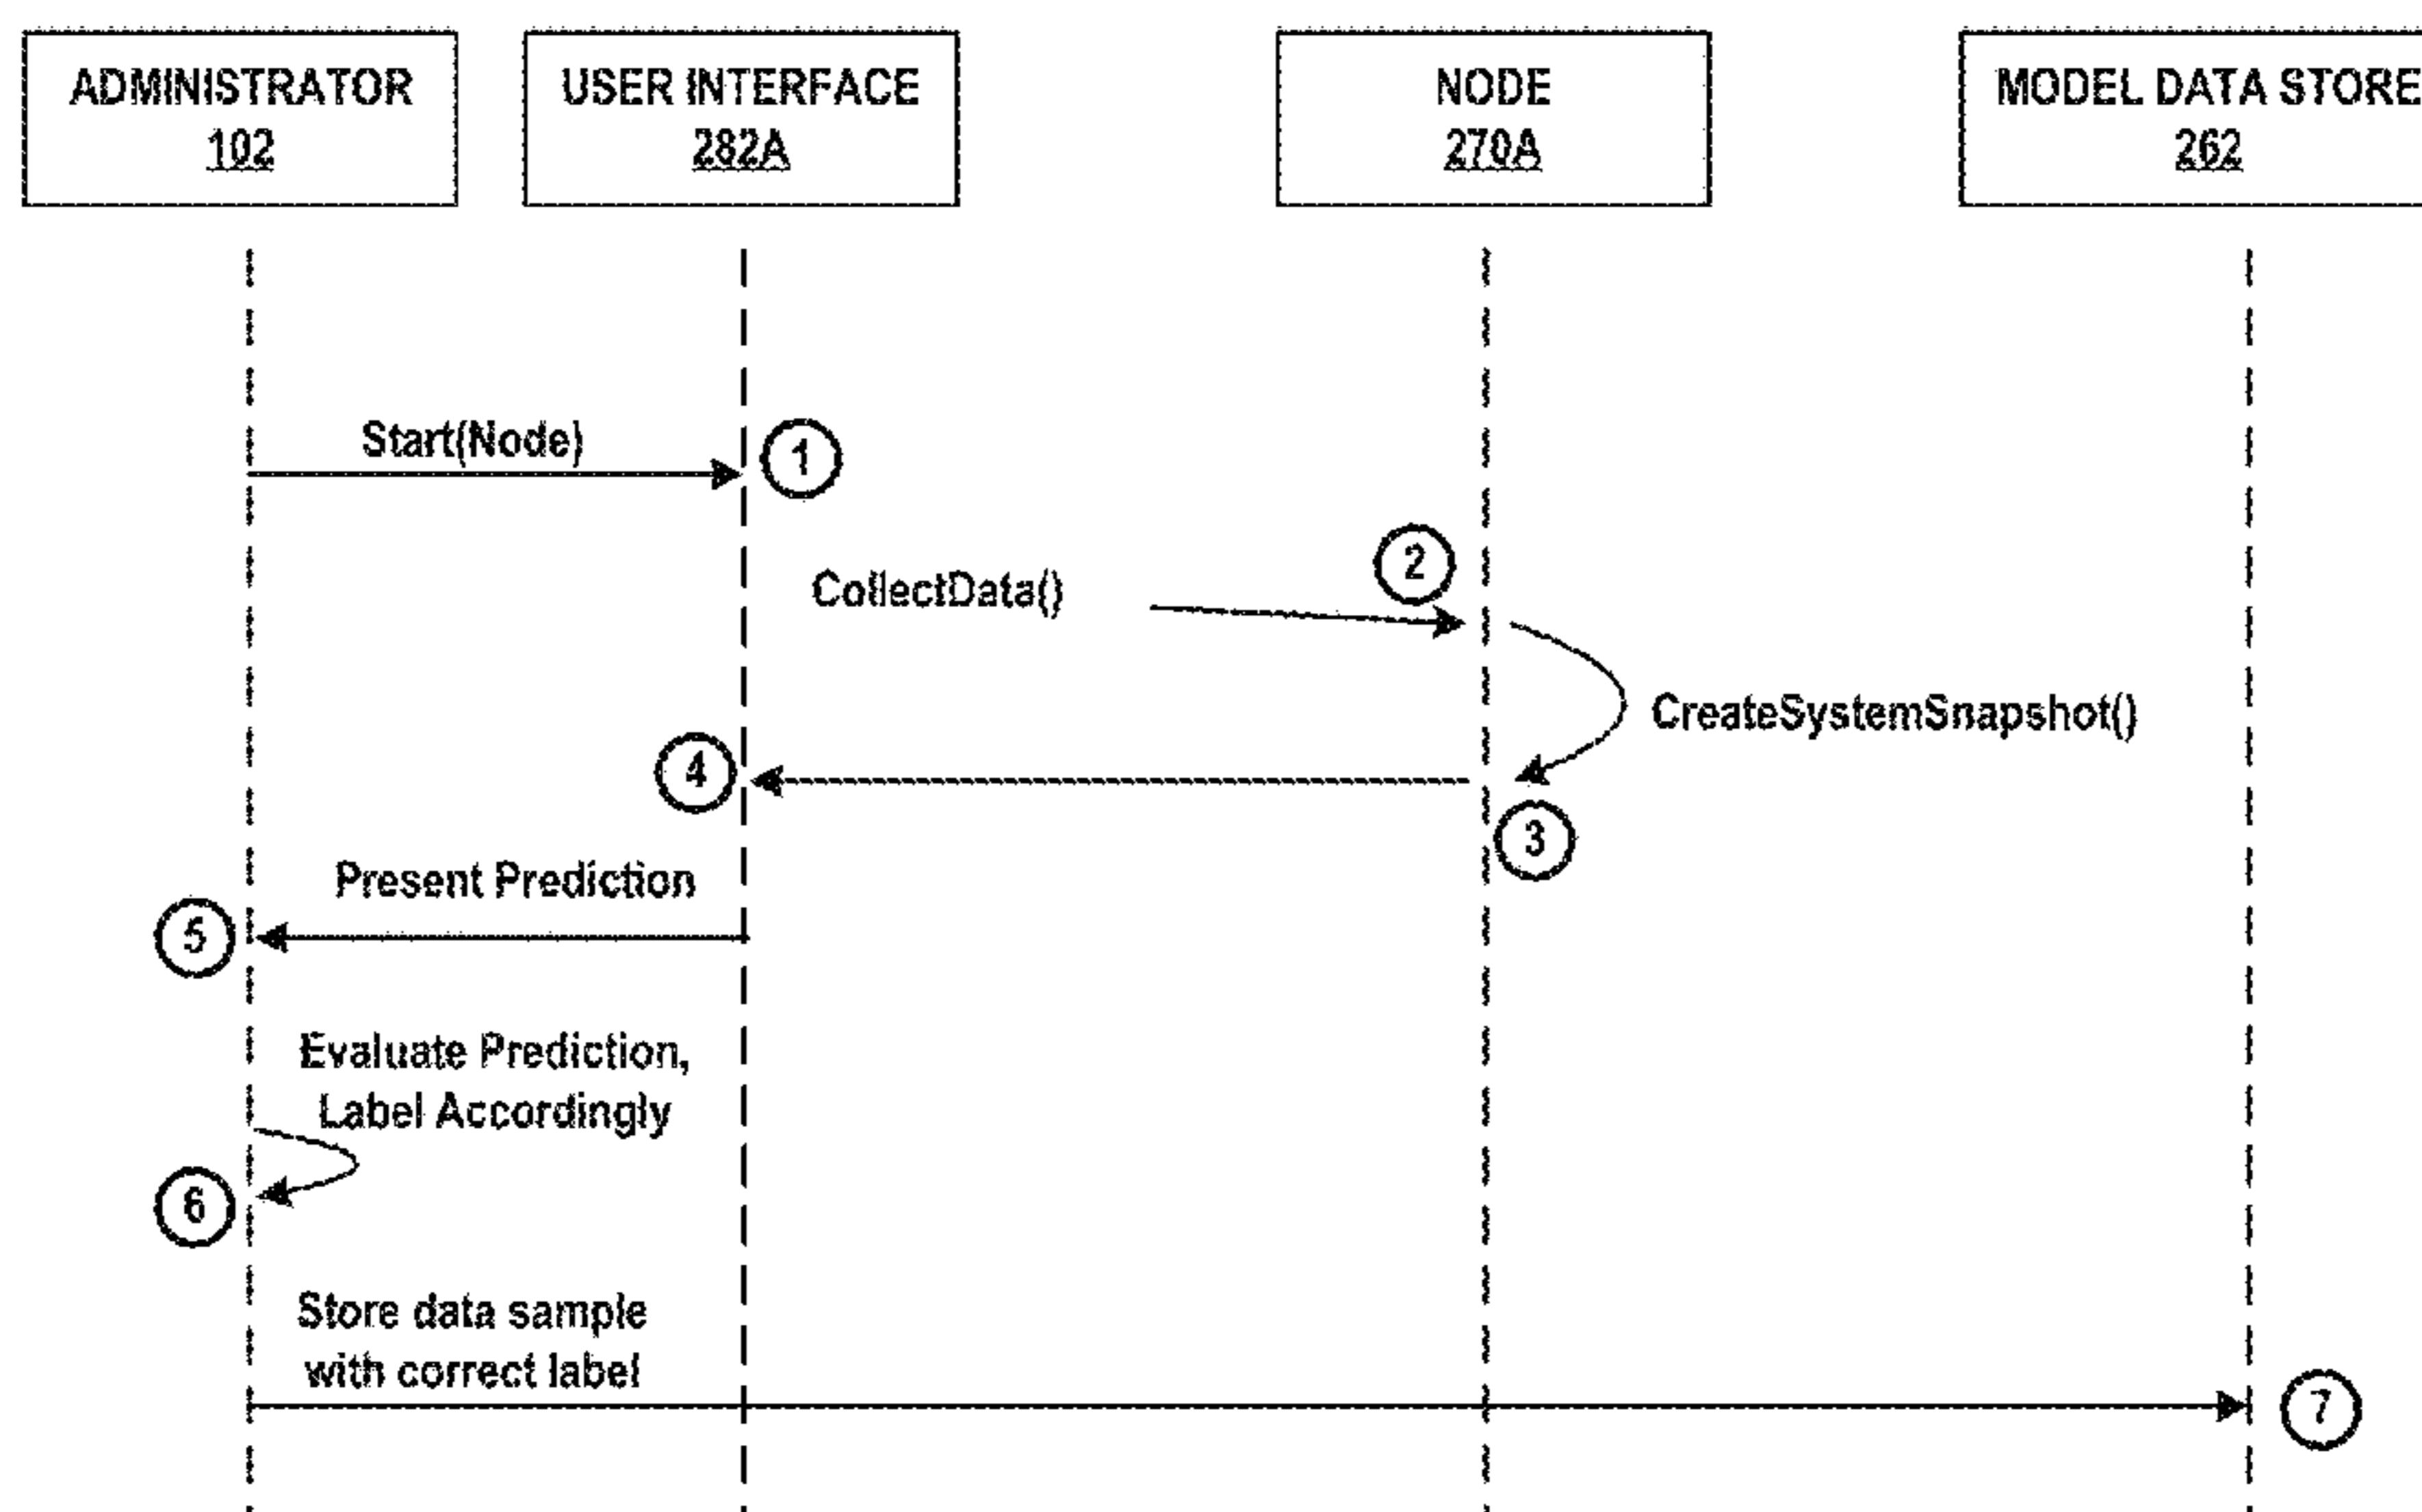 ADMINISTRATOR
102
USER INTERFACE
282A
NODE
270A
MODEL DATA STORE
262
Start(Node)
1
2
CollectData()
CreateSystemSnapshot()
4
3
Present Prediction
5
Evaluate Prediction,
Label Accordingly
6
Store data sample
with correct label
7